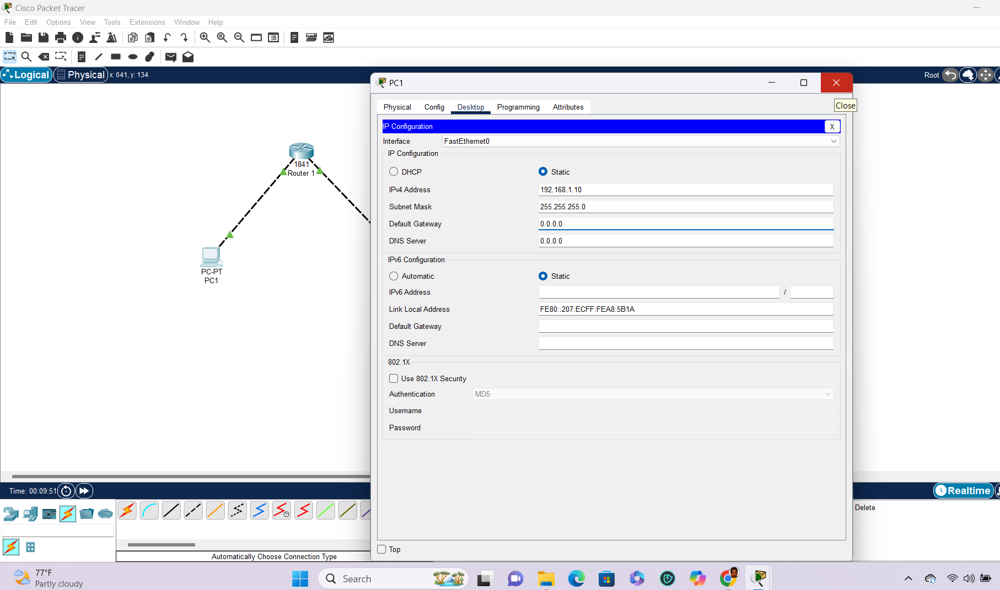 Cisco Packet Tracer
File Edit Options View Tools Extensions Window Help
Logical Physical x: 641, y: 134
Root
PC1
Close
Physical Config Desktop Programming Attributes
IP Configuration X
Interface FastEthernet0
IP Configuration
DHCP Static
IPv4 Address 192.168.1.10
Subnet Mask 255.255.255.0
Default Gateway 0.0.0.0
DNS Server 0.0.0.0
IPv6 Configuration
Automatic Static
IPv6 Address /
Link Local Address FE80::207:ECFF:FEA8:5B1A
Default Gateway
DNS Server
802.1X
Use 802.1X Security
Authentication MD5
Username
Password
Top
1841
Router 1
PC-PT
PC1
Time: 00:09:51
Realtime
Delete
Automatically Choose Connection Type
77°F
Partly cloudy
Search